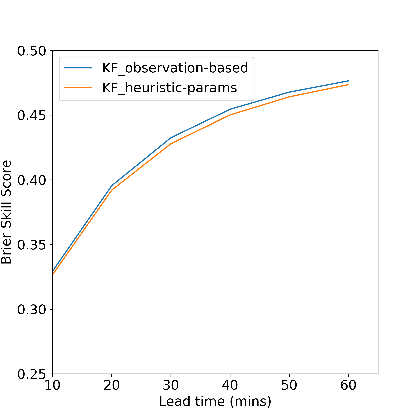 KF_observation-based
KF_heuristic-params
0.50
0.45
0.40
0.35
0.30
0.25
Brier Skill Score
10 20 30 40 50 60
Lead time (mins)